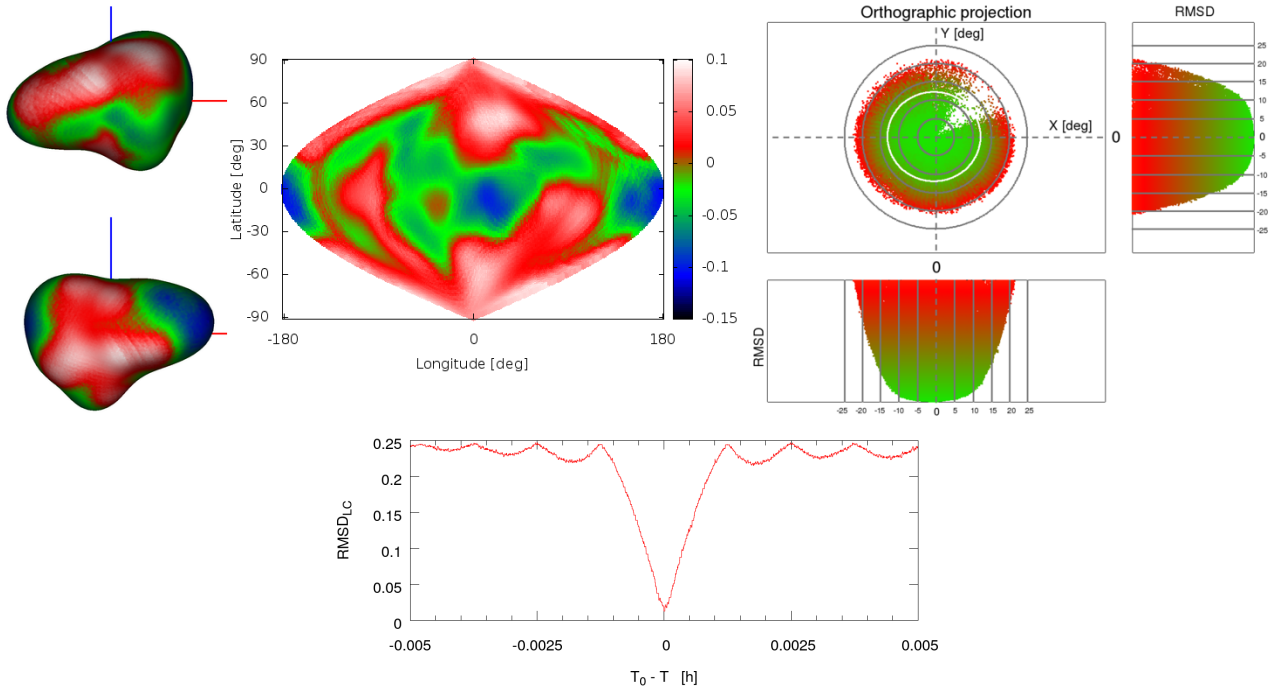 Orthographic projection
RMSD
Y [deg]
X [deg]
0
0
25
20
15
10
5
0
-5
-10
-15
-20
-25
RMSD
-25 -20 -15 -10 -5 0 5 10 15 20 25
90
60
30
0
-30
-60
-90
Latitude [deg]
-180 0 180
Longitude [deg]
0.1
0.05
0
-0.05
-0.1
-0.15
0.25
0.2
0.15
0.1
0.05
0
RMSD_LC
-0.005 -0.0025 0 0.0025 0.005
T_0 - T [h]